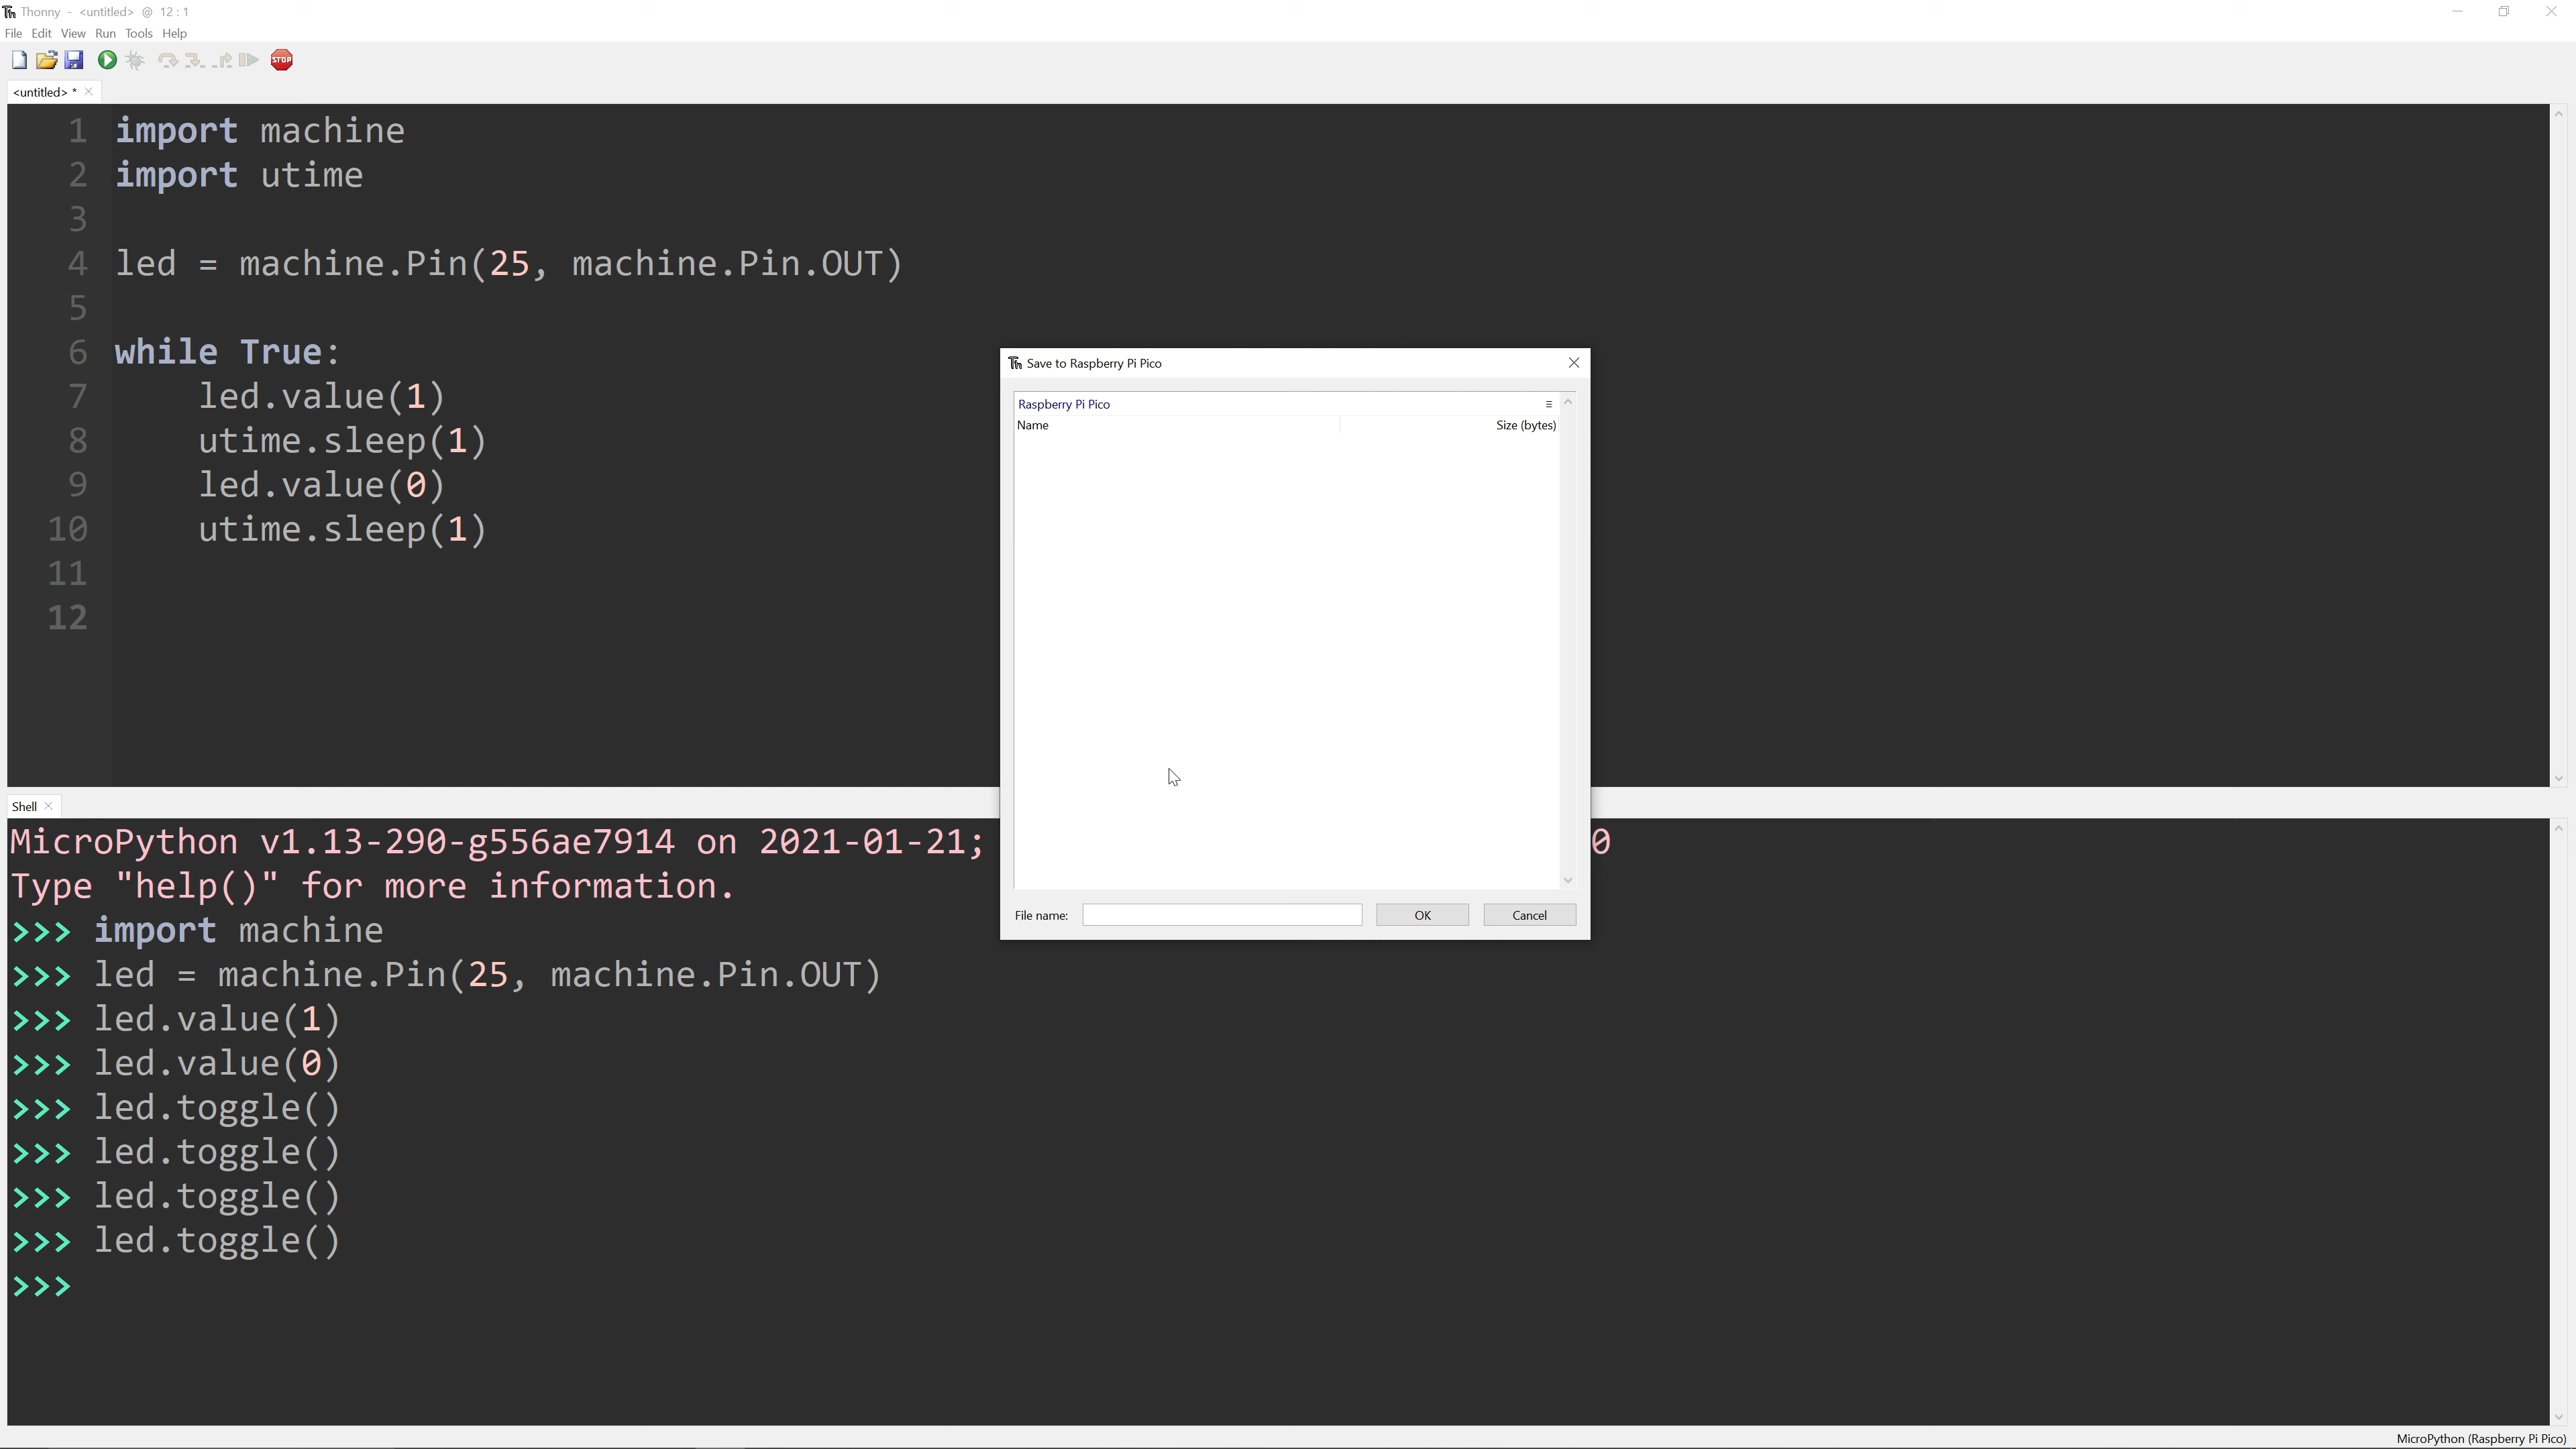 Thonny - <untitled> @ 12 : 1
File Edit View Run Tools Help
STOP
<untitled> *
1 import machine
2 import utime
3
4 led = machine.Pin(25, machine.Pin.OUT)
5
6 while True:
7     led.value(1)
8     utime.sleep(1)
9     led.value(0)
10     utime.sleep(1)
11
12
Save to Raspberry Pi Pico
Raspberry Pi Pico
Name Size (bytes)
File name: OK Cancel
Shell
MicroPython v1.13-290-g556ae7914 on 2021-01-21; 0
Type "help()" for more information.
>>> import machine
>>> led = machine.Pin(25, machine.Pin.OUT)
>>> led.value(1)
>>> led.value(0)
>>> led.toggle()
>>> led.toggle()
>>> led.toggle()
>>> led.toggle()
>>>
MicroPython (Raspberry Pi Pico)